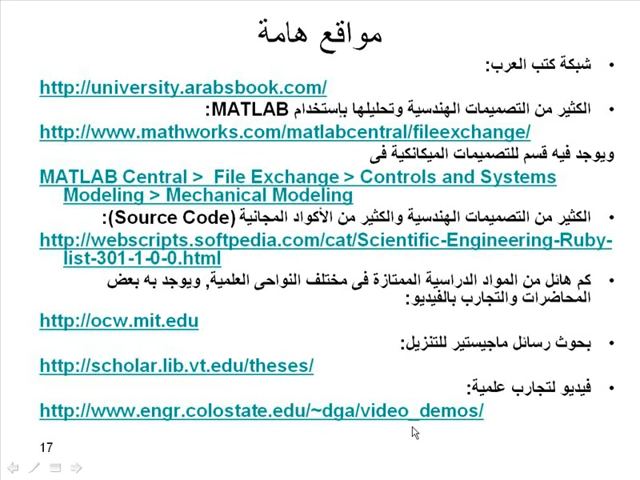 مواقع هامة
• شبكة كتب العرب:
http://university.arabsbook.com/
• الكثير من التصميمات الهندسية وتحليلها بإستخدام MATLAB:
http://www.mathworks.com/matlabcentral/fileexchange/
ويوجد فيه قسم للتصميمات الميكانكية فى
MATLAB Central > File Exchange > Controls and Systems
Modeling > Mechanical Modeling
• الكثير من التصميمات الهندسية والكثير من الأكواد المجانية (Source Code):
http://webscripts.softpedia.com/cat/Scientific-Engineering-Ruby-
list-301-1-0-0.html
• كم هائل من المواد الدراسية الممتازة فى مختلف النواحى العلمية, ويوجد به بعض
المحاضرات والتجارب بالفيديو:
http://ocw.mit.edu
• بحوث رسائل ماجيستير للتنزيل:
http://scholar.lib.vt.edu/theses/
• فيديو لتجارب علمية:
http://www.engr.colostate.edu/~dga/video_demos/
17